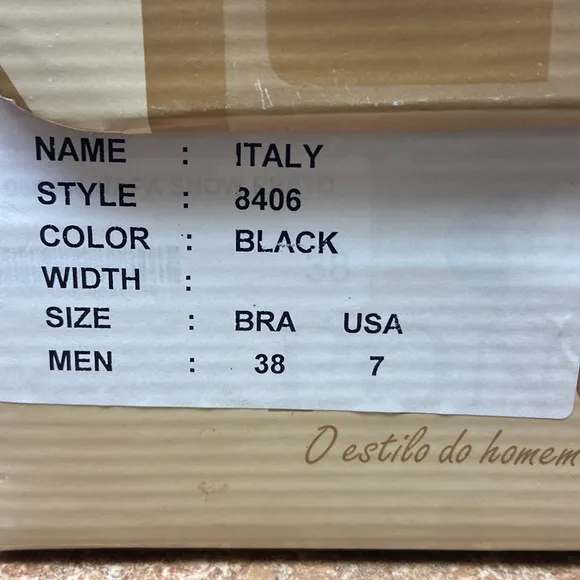 NAME : ITALY
STYLE : 8406
COLOR : BLACK
WIDTH :
SIZE : BRA USA
MEN : 38 7
O estilo do homem